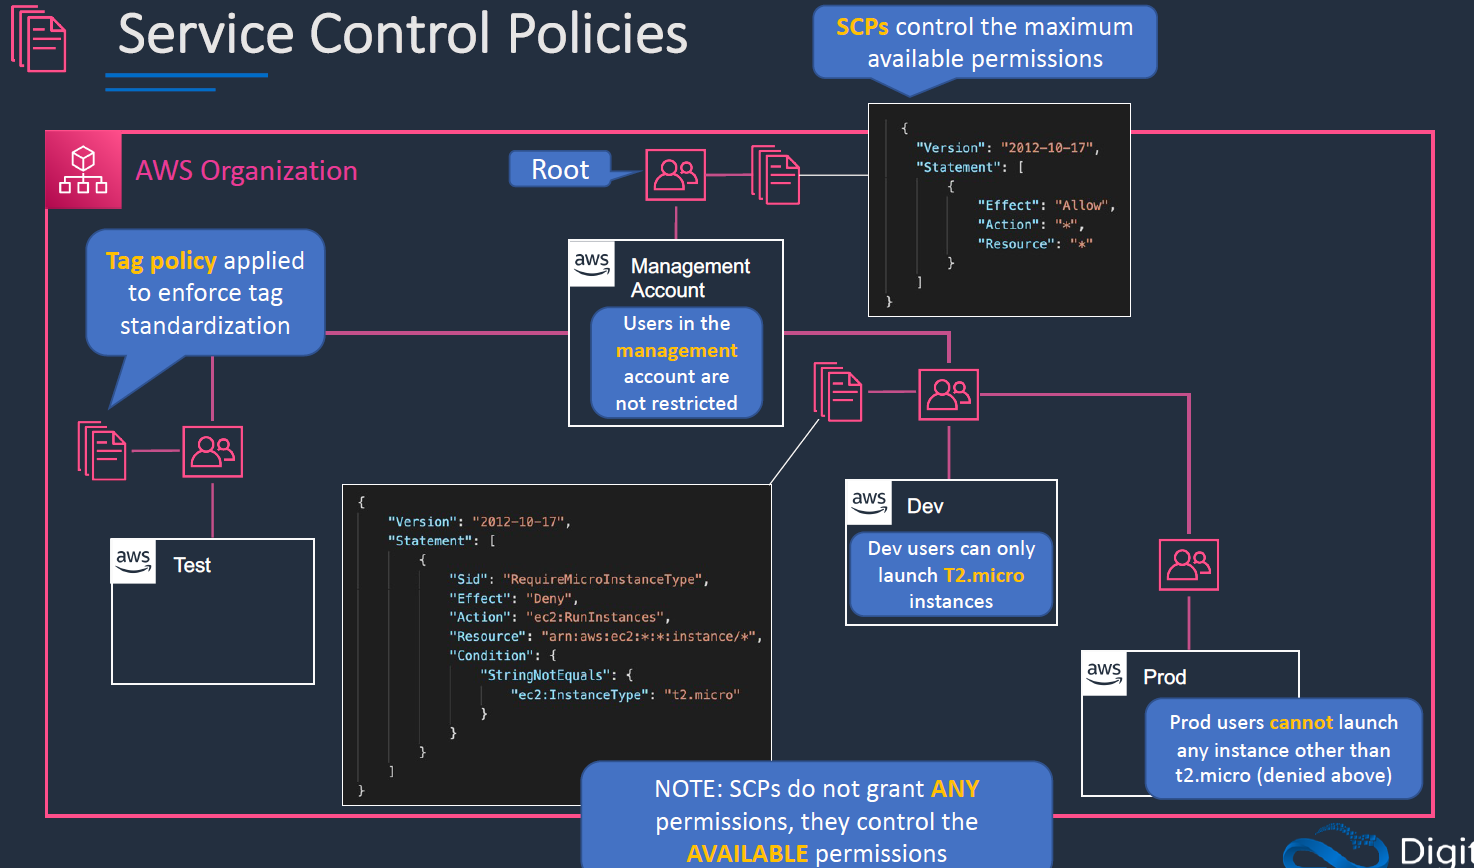 Service Control Policies
SCPs control the maximum
available permissions
{
"Version": "2012-10-17",
"Statement": [
{
"Effect": "Allow",
"Action": "*",
"Resource": "*"
}
]
}
AWS Organization
Root
Tag policy applied
to enforce tag
standardization
aws
Management
Account
Users in the
management
account are
not restricted
aws
Test
{
"Version": "2012-10-17",
"Statement": [
{
"Sid": "RequireMicroInstanceType",
"Effect": "Deny",
"Action": "ec2:RunInstances",
"Resource": "arn:aws:ec2:*:*:instance/*",
"Condition": {
"StringNotEquals": {
"ec2:InstanceType": "t2.micro"
}
}
}
]
}
aws
Dev
Dev users can only
launch T2.micro
instances
aws
Prod
Prod users cannot launch
any instance other than
t2.micro (denied above)
NOTE: SCPs do not grant ANY
permissions, they control the
AVAILABLE permissions